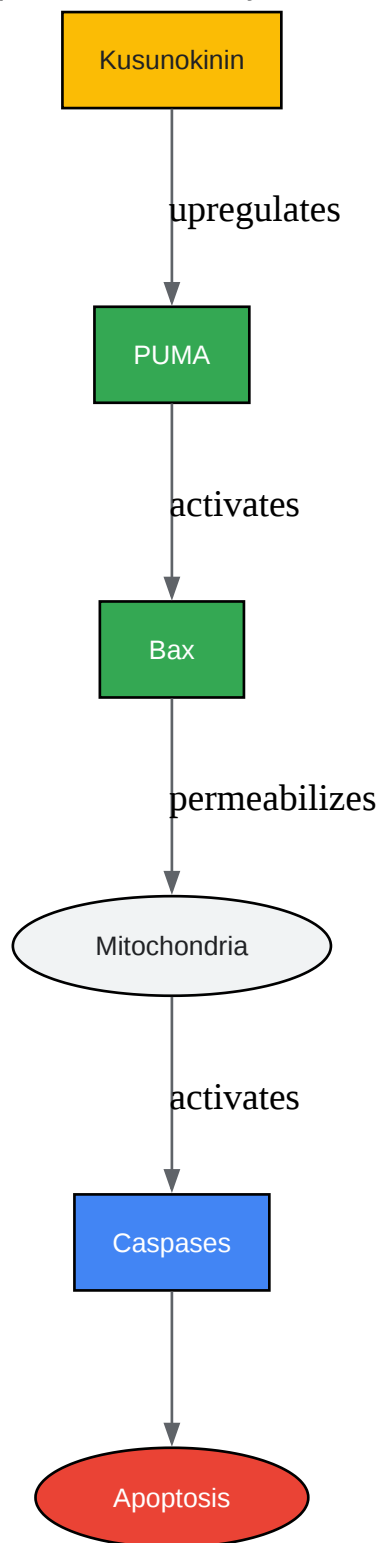 Kusunokinin
upregulates
PUMA
activates
Bax
permeabilizes
Mitochondria
activates
Caspases
Apoptosis